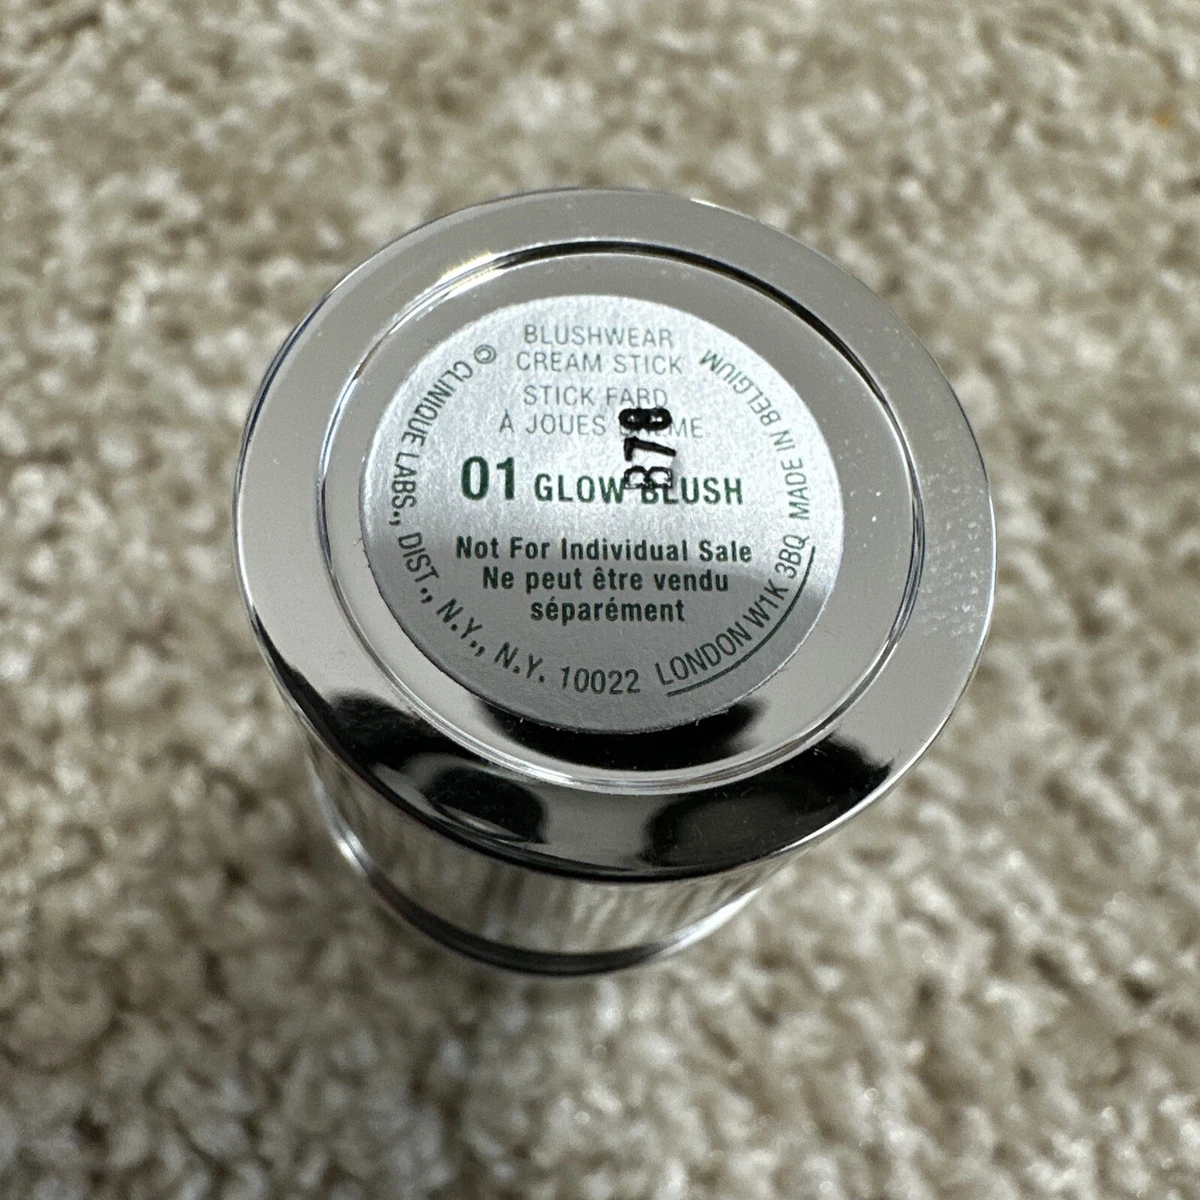 BLUSHWEAR
CREAM STICK
STICK FARD
À JOUES CRÈME
01 GLOW BLUSH
Not For Individual Sale
Ne peut être vendu
séparément
© CLINIQUE LABS., DIST., N.Y., N.Y. 10022 LONDON W1K 3BQ MADE IN BELGIUM